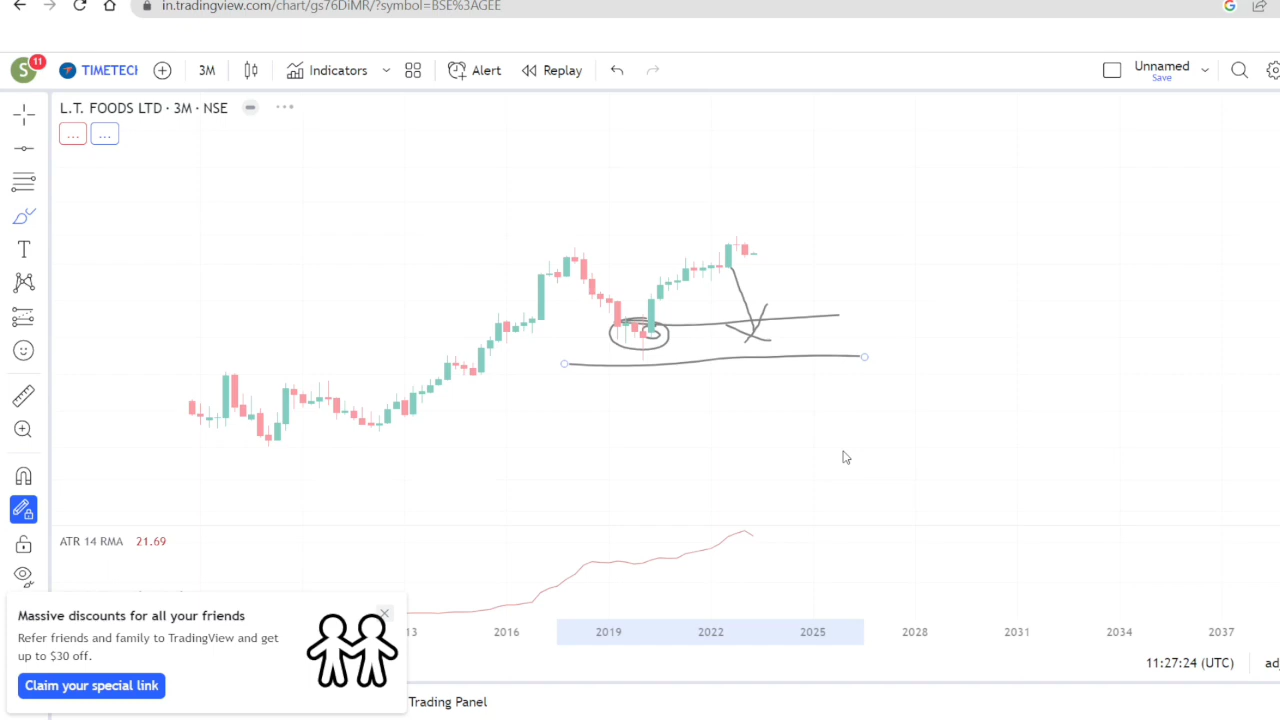 in.tradingview.com/chart/gs76DiMR/?symbol=BSE%3AGEE
S 11 TIMETECH 3M Indicators Alert Replay Unnamed
Save
L.T. FOODS LTD · 3M · NSE
ATR 14 RMA 21.69
Massive discounts for all your friends
Refer friends and family to TradingView and get
up to $30 off.
Claim your special link
13 2016 2019 2022 2025 2028 2031 2034 2037
11:27:24 (UTC) adj
Trading Panel